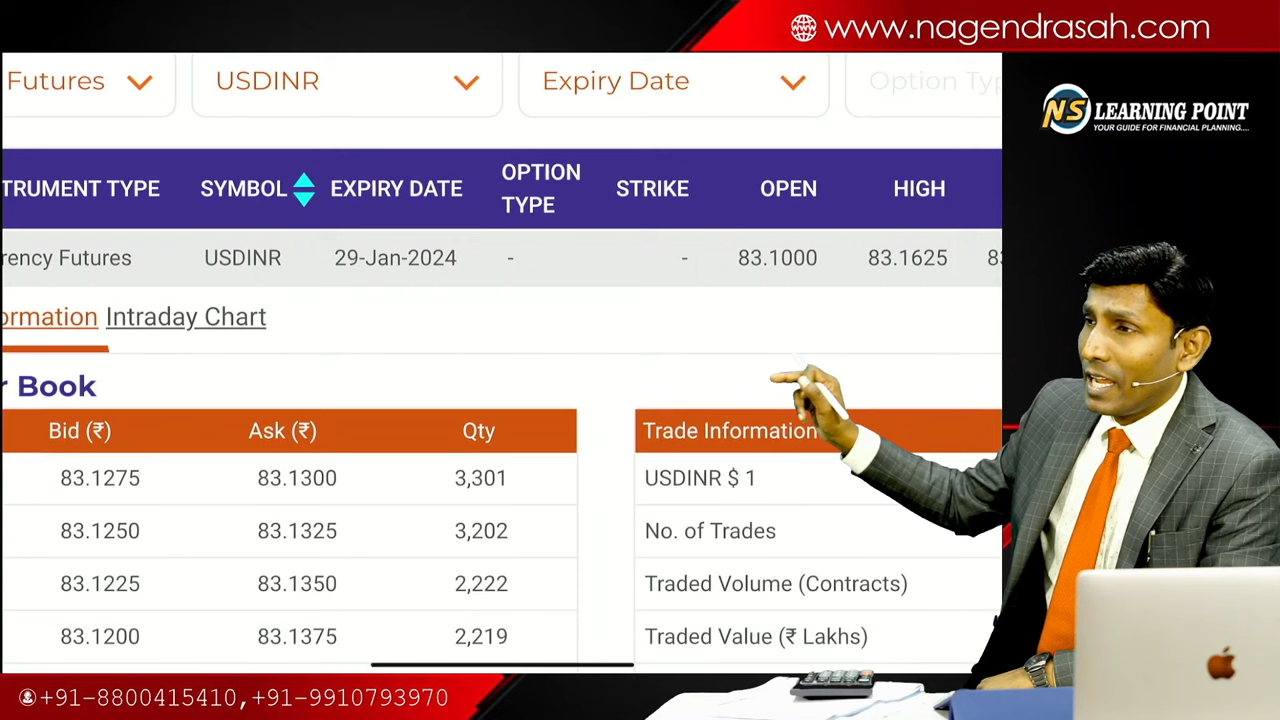 www.nagendrasah.com
Futures USDINR Expiry Date Option Typ
NS LEARNING POINT
YOUR GUIDE FOR FINANCIAL PLANNING....
TRUMENT TYPE SYMBOL EXPIRY DATE OPTION TYPE STRIKE OPEN HIGH
rency Futures USDINR 29-Jan-2024 - - 83.1000 83.1625 83
ormation Intraday Chart
r Book
Bid (₹) Ask (₹) Qty Trade Information
83.1275 83.1300 3,301 USDINR $ 1
83.1250 83.1325 3,202 No. of Trades
83.1225 83.1350 2,222 Traded Volume (Contracts)
83.1200 83.1375 2,219 Traded Value (₹ Lakhs)
+91-8800415410,+91-9910793970